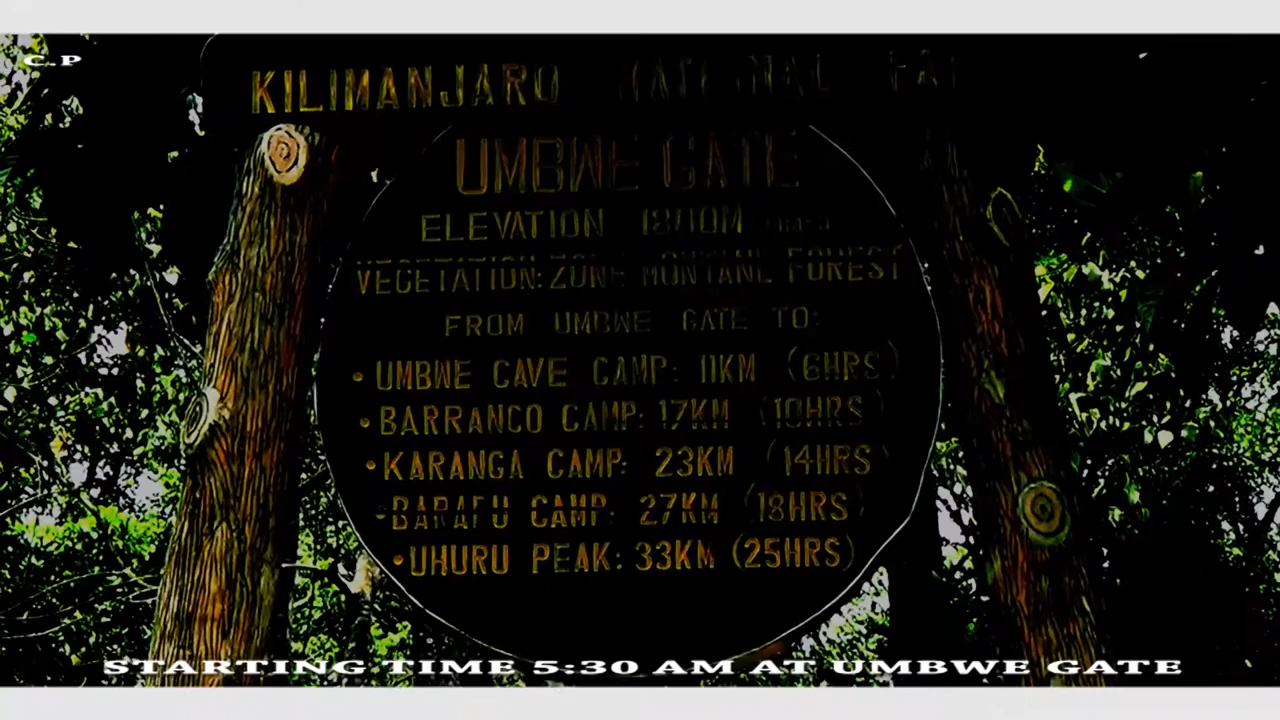 C.P
KILIMANJARO NATIONAL
UMBWE GATE
ELEVATION 1800M
VEGETATION: ZONE MONTANE FOREST
FROM UMBWE GATE TO:
• UMBWE CAVE CAMP: 11KM (6HRS)
• BARRANCO CAMP: 17KM (10HRS)
• KARANGA CAMP: 23KM (14HRS)
• BARAFU CAMP: 27KM (18HRS)
• UHURU PEAK: 33KM (25HRS)
STARTING TIME 5:30 AM AT UMBWE GATE